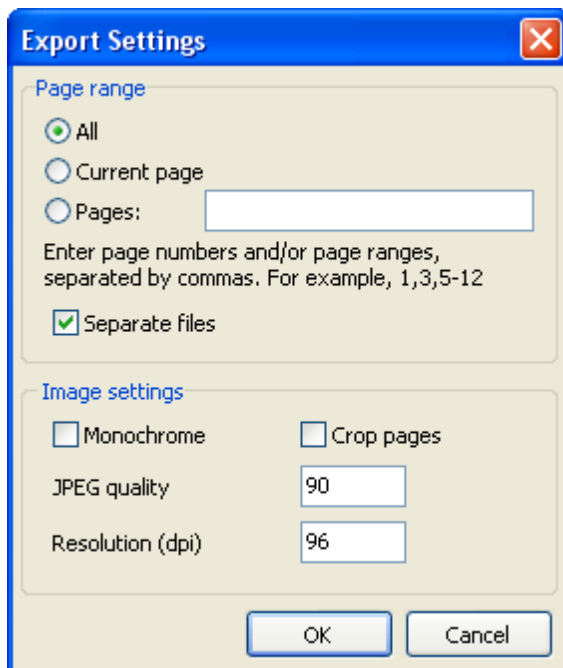 Export Settings
Page range
All
Current page
Pages:
Enter page numbers and/or page ranges,
separated by commas. For example, 1,3,5-12
Separate files
Image settings
Monochrome Crop pages
JPEG quality 90
Resolution (dpi) 96
OK Cancel